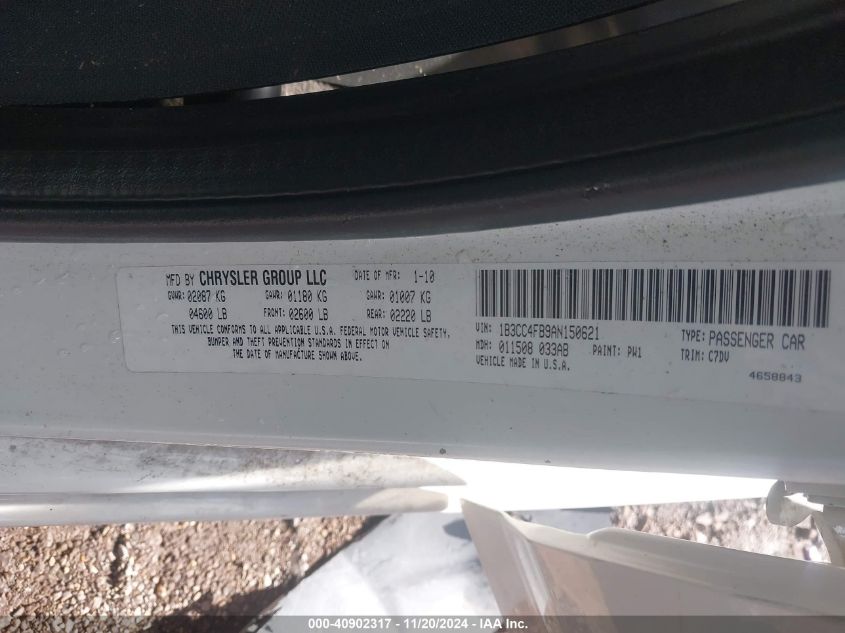 MFD BY CHRYSLER GROUP LLC DATE OF MFR: 1-10
GVWR: 02087 KG GAWR: 01180 KG GAWR: 01007 KG
04600 LB FRONT: 02600 LB REAR: 02220 LB
THIS VEHICLE CONFORMS TO ALL APPLICABLE U.S.A. FEDERAL MOTOR VEHICLE SAFETY,
BUMPER AND THEFT PREVENTION STANDARDS IN EFFECT ON
THE DATE OF MANUFACTURE SHOWN ABOVE.
VIN: 1B3CC4FB9AN150621 TYPE: PASSENGER CAR
MDH: 011508 033AB PAINT: PW1 TRIM: C7DV
VEHICLE MADE IN U.S.A.
4658843
000-40902317 - 11/20/2024 - IAA Inc.